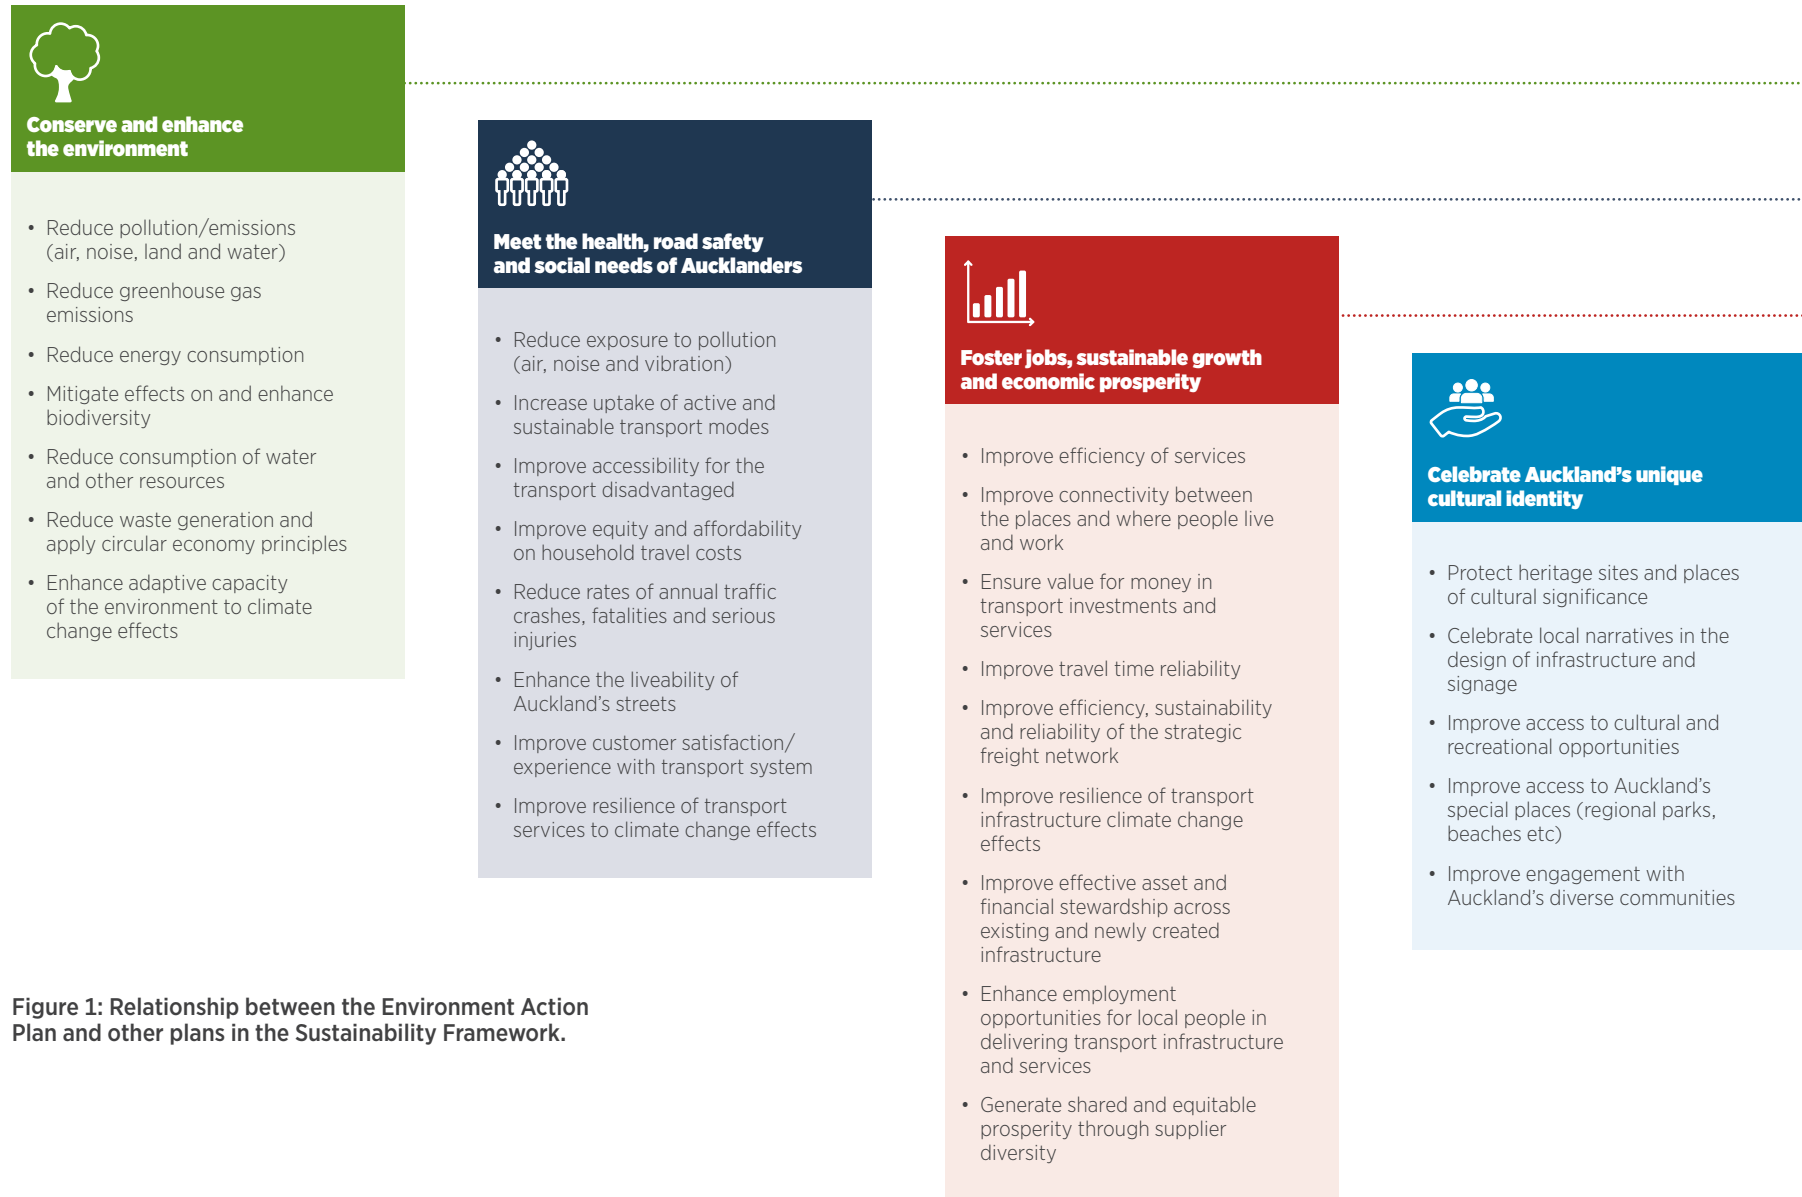 Conserve and enhance
the environment
• Reduce pollution/emissions
(air, noise, land and water)
• Reduce greenhouse gas
emissions
• Reduce energy consumption
• Mitigate effects on and enhance
biodiversity
• Reduce consumption of water
and other resources
• Reduce waste generation and
apply circular economy principles
• Enhance adaptive capacity
of the environment to climate
change effects
Meet the health, road safety
and social needs of Aucklanders
• Reduce exposure to pollution
(air, noise and vibration)
• Increase uptake of active and
sustainable transport modes
• Improve accessibility for the
transport disadvantaged
• Improve equity and affordability
on household travel costs
• Reduce rates of annual traffic
crashes, fatalities and serious
injuries
• Enhance the liveability of
Auckland's streets
• Improve customer satisfaction/
experience with transport system
• Improve resilience of transport
services to climate change effects
Foster jobs, sustainable growth
and economic prosperity
• Improve efficiency of services
• Improve connectivity between
the places and where people live
and work
• Ensure value for money in
transport investments and
services
• Improve travel time reliability
• Improve efficiency, sustainability
and reliability of the strategic
freight network
• Improve resilience of transport
infrastructure climate change
effects
• Improve effective asset and
financial stewardship across
existing and newly created
infrastructure
• Enhance employment
opportunities for local people in
delivering transport infrastructure
and services
• Generate shared and equitable
prosperity through supplier
diversity
Celebrate Auckland's unique
cultural identity
• Protect heritage sites and places
of cultural significance
• Celebrate local narratives in the
design of infrastructure and
signage
• Improve access to cultural and
recreational opportunities
• Improve access to Auckland's
special places (regional parks,
beaches etc)
• Improve engagement with
Auckland's diverse communities
Figure 1: Relationship between the Environment Action
Plan and other plans in the Sustainability Framework.